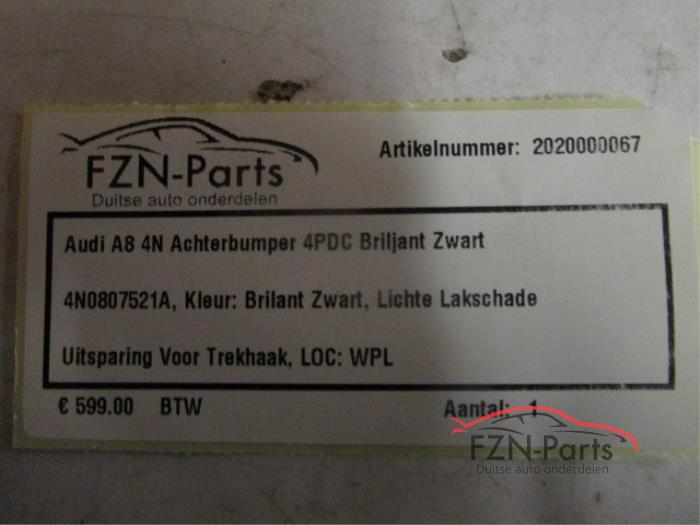 FZN-Parts
Duitse auto onderdelen
Artikelnummer: 2020000067
Audi A8 4N Achterbumper 4PDC Briljant Zwart
4N0807521A, Kleur: Brilant Zwart, Lichte Lakschade
Uitsparing Voor Trekhaak, LOC: WPL
€ 599.00 BTW Aantal: 1
FZN-Parts
Duitse auto onderdelen